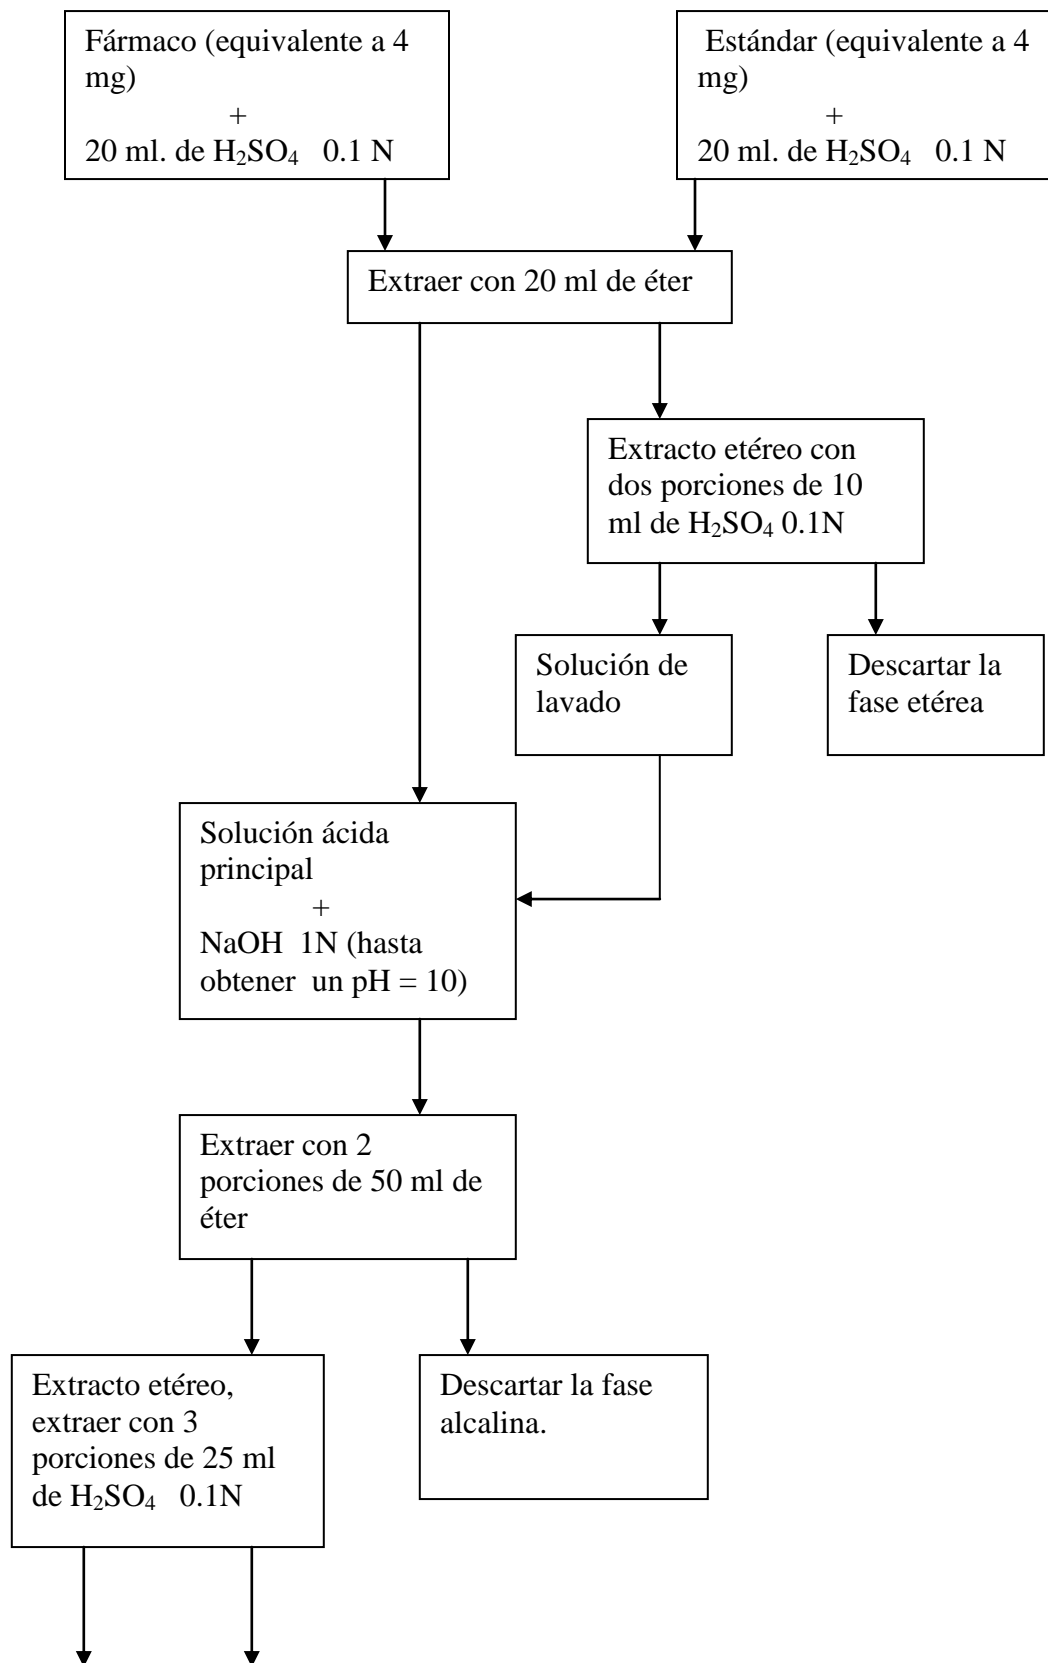 Fármaco (equivalente a 4
mg)
+
20 ml. de H₂SO₄ 0.1 N
Estándar (equivalente a 4
mg)
+
20 ml. de H₂SO₄ 0.1 N
Extraer con 20 ml de éter
Extracto etéreo con
dos porciones de 10
ml de H₂SO₄ 0.1N
Solución de
lavado
Descartar la
fase etérea
Solución ácida
principal
+
NaOH 1N (hasta
obtener un pH = 10)
Extraer con 2
porciones de 50 ml de
éter
Extracto etéreo,
extraer con 3
porciones de 25 ml
de H₂SO₄ 0.1N
Descartar la fase
alcalina.